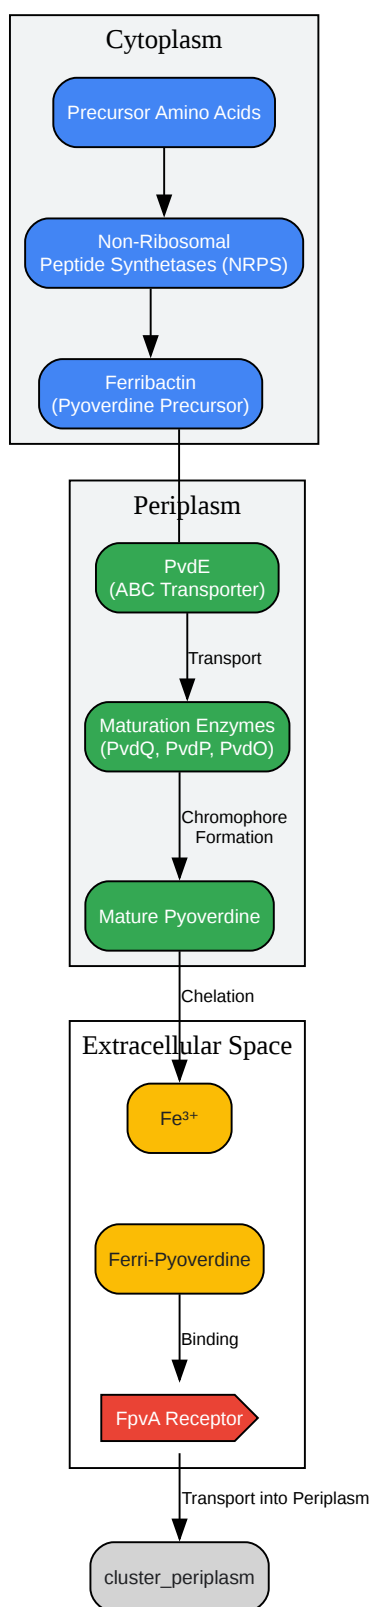 Cytoplasm
Precursor Amino Acids
Non-Ribosomal
Peptide Synthetases (NRPS)
Ferribactin
(Pyoverdine Precursor)
Periplasm
PvdE
(ABC Transporter)
Transport
Maturation Enzymes
(PvdQ, PvdP, PvdO)
Chromophore
Formation
Mature Pyoverdine
Chelation
Extracellular Space
Fe³⁺
Ferri-Pyoverdine
Binding
FpvA Receptor
Transport into Periplasm
cluster_periplasm